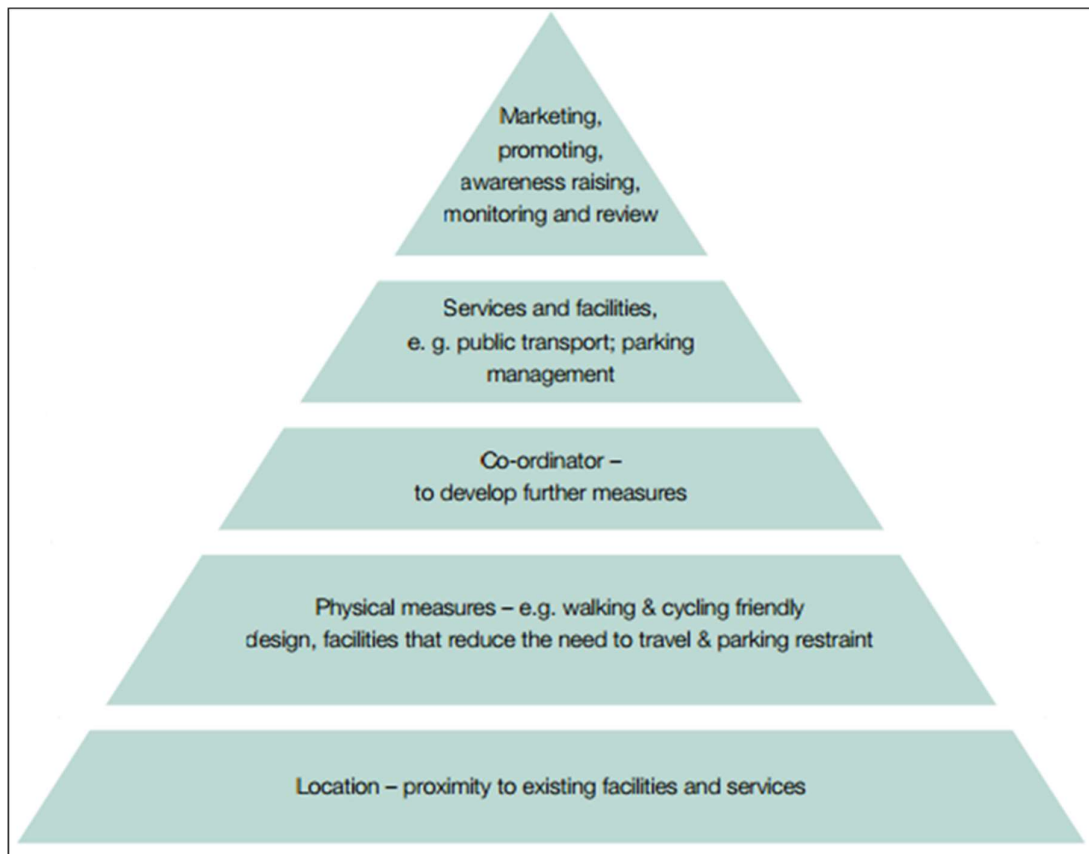 Marketing,
promoting,
awareness raising,
monitoring and review
Services and facilities,
e. g. public transport; parking
management
Co-ordinator –
to develop further measures
Physical measures – e.g. walking & cycling friendly
design, facilities that reduce the need to travel & parking restraint
Location – proximity to existing facilities and services